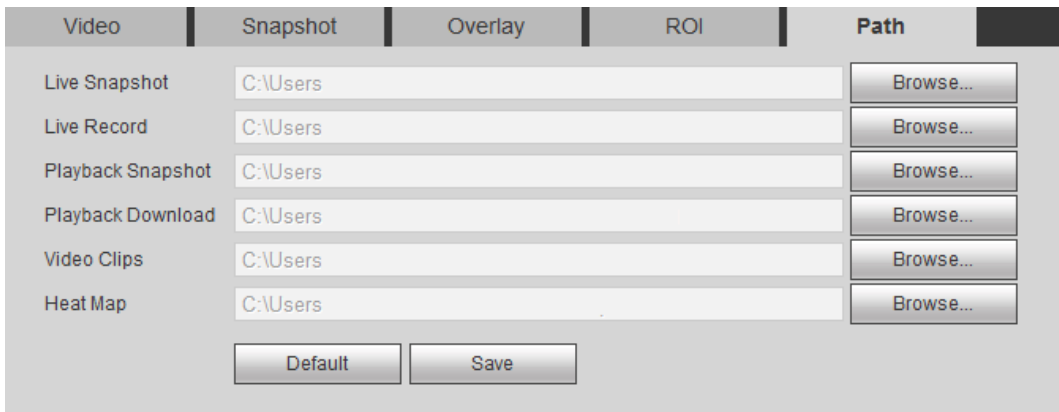 Video Snapshot Overlay ROI Path
Live Snapshot C:\Users Browse...
Live Record C:\Users Browse...
Playback Snapshot C:\Users Browse...
Playback Download C:\Users Browse...
Video Clips C:\Users Browse...
Heat Map C:\Users Browse...
Default Save